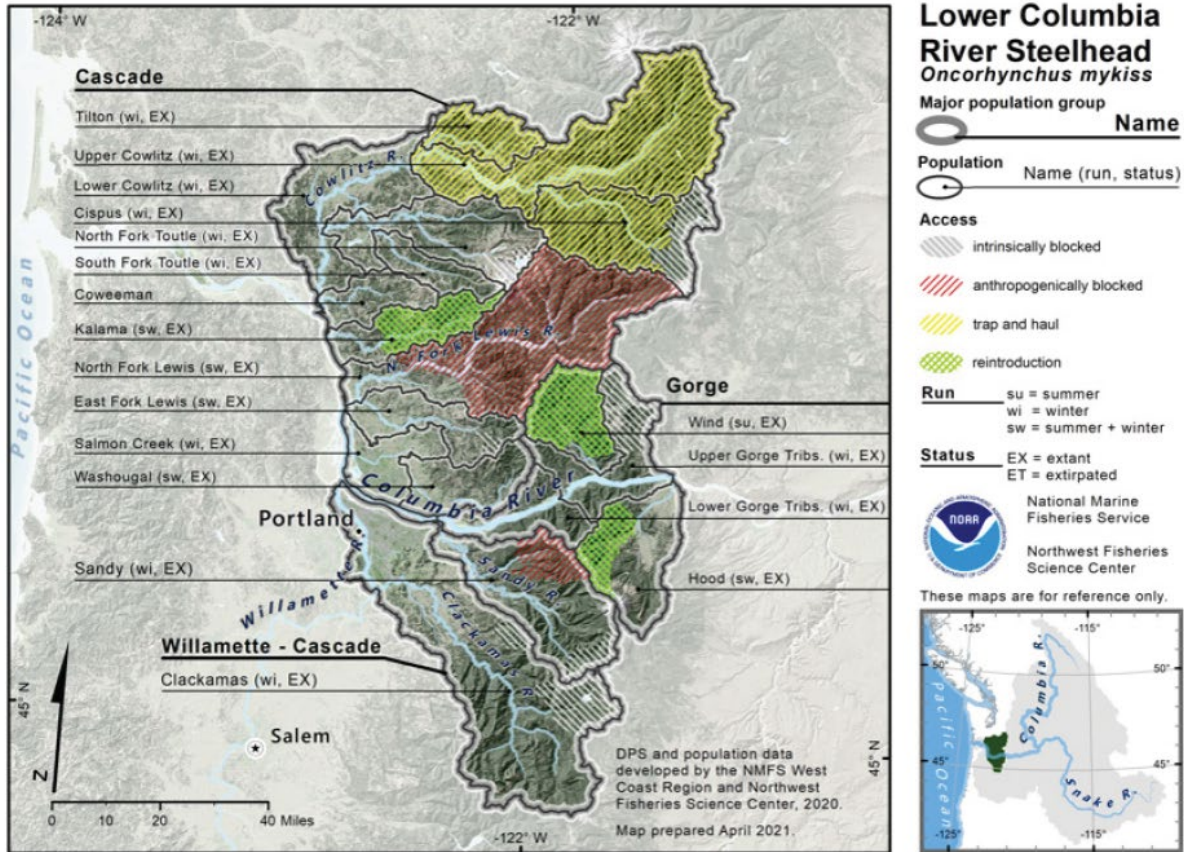 -124° W
-122° W
Cascade
Tilton (wi, EX)
Upper Cowlitz (wi, EX)
Lower Cowlitz (wi, EX)
Cispus (wi, EX)
North Fork Toutle (wi, EX)
South Fork Toutle (wi, EX)
Coweeman
Kalama (sw, EX)
North Fork Lewis (sw, EX)
East Fork Lewis (sw, EX)
Salmon Creek (wi, EX)
Washougal (sw, EX)
Portland
Sandy (wi, EX)
Willamette - Cascade
Clackamas (wi, EX)
Salem
Pacific Ocean
Cowlitz R.
N. Fork Lewis R.
Columbia River
Willamette R.
Sandy R.
Clackamas R.
Gorge
Wind (su, EX)
Upper Gorge Tribs. (wi, EX)
Lower Gorge Tribs. (wi, EX)
Hood (sw, EX)
45° N
45° N
N
0 10 20 40 Miles
-122° W
DPS and population data
developed by the NMFS West
Coast Region and Northwest
Fisheries Science Center, 2020.
Map prepared April 2021.
Lower Columbia
River Steelhead
Oncorhynchus mykiss
Major population group
Name
Population
Name (run, status)
Access
intrinsically blocked
anthropogenically blocked
trap and haul
reintroduction
Run
su = summer
wi = winter
sw = summer + winter
Status
EX = extant
ET = extirpated
NOAA
National Marine
Fisheries Service
Northwest Fisheries
Science Center
These maps are for reference only.
-125°
-115°
50°
50°
Columbia R.
Pacific Ocean
45°
45°
Snake R.
-125°
-115°